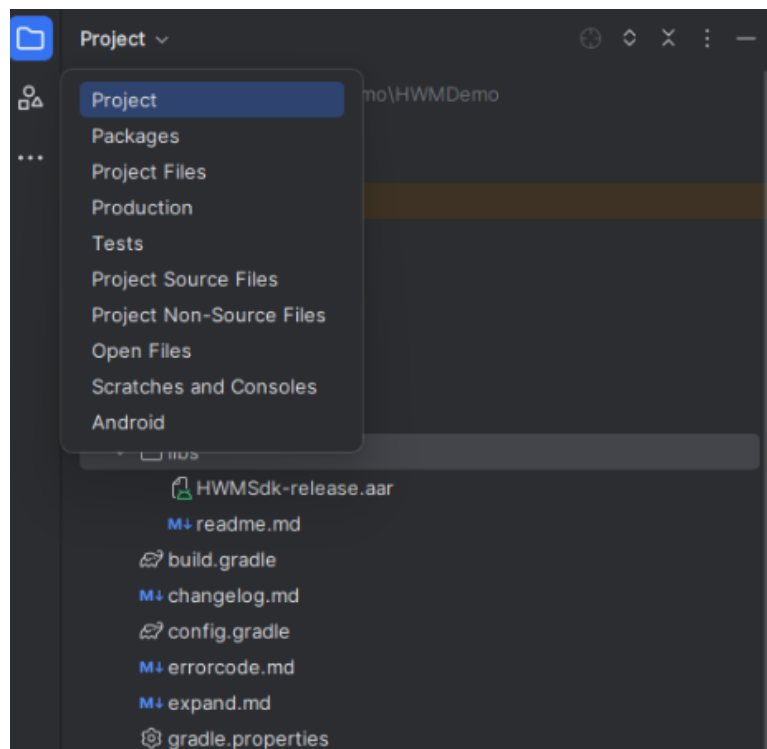 Project
Project
mo\HWMDemo
Packages
Project Files
Production
Tests
Project Source Files
Project Non-Source Files
Open Files
Scratches and Consoles
Android
libs
HWMSdk-release.aar
M↓ readme.md
build.gradle
M↓ changelog.md
config.gradle
M↓ errorcode.md
M↓ expand.md
gradle.properties